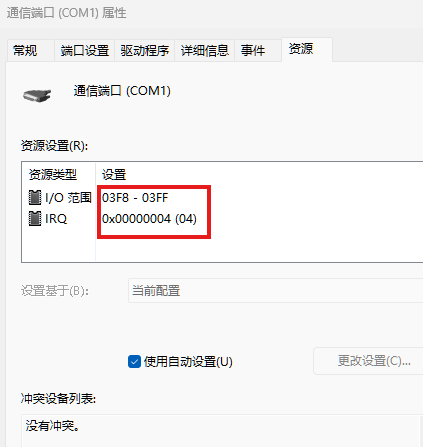 通信端口 (COM1) 属性
常规 端口设置 驱动程序 详细信息 事件 资源
通信端口 (COM1)
资源设置(R):
资源类型 设置
I/O 范围 03F8 - 03FF
IRQ 0x00000004 (04)
设置基于(B): 当前配置
使用自动设置(U) 更改设置(C)...
冲突设备列表:
没有冲突。